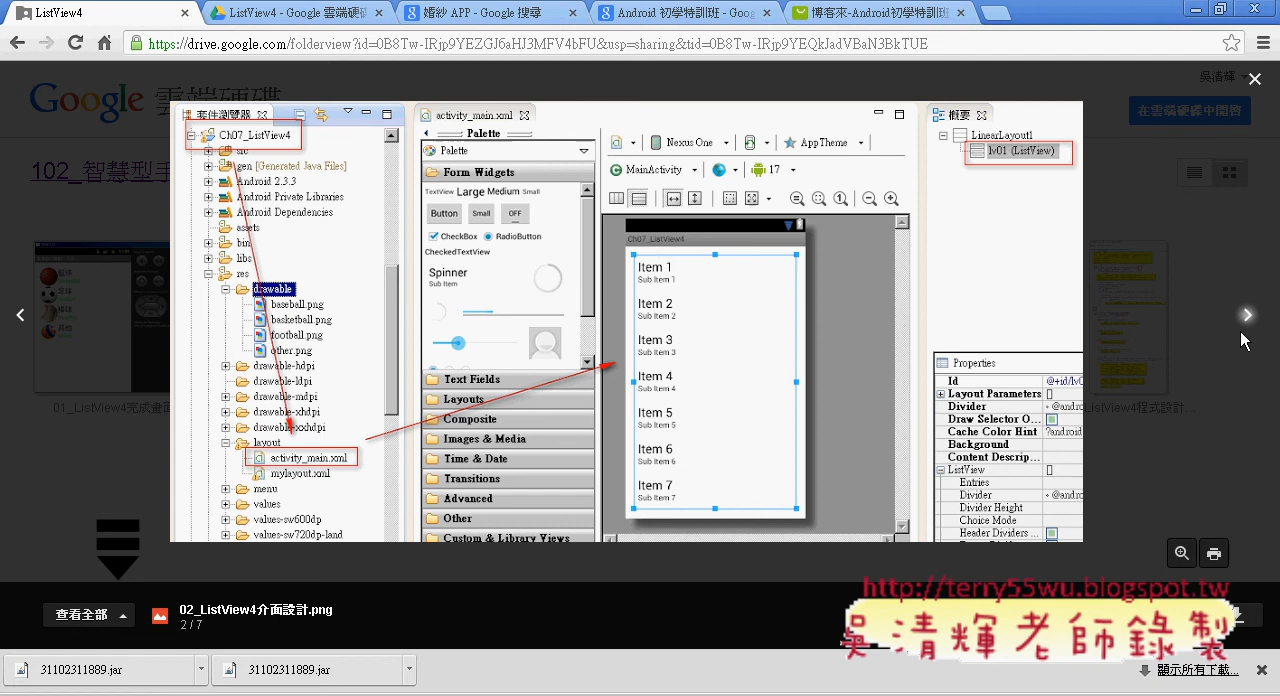 ListView4
ListView4 - Google 雲端硬碟
婚紗 APP - Google 搜尋
Android 初學特訓班 - Goog
博客來-Android初學特訓班
https://drive.google.com/folderview?id=0B8Tw-IRjp9YE2GJ6aHJ3MFV4bFU&usp=sharing&tid=0B8Tw-IRjp9YEQkJadVBaN3BkTUE
Google 雲端硬碟
吳清輝
在雲端硬碟中開啓
102_智慧型手
01_ListView4完成畫面
ListView4程式設計...
套件瀏覽器
Ch07_ListView4
src
gen [Generated Java Files]
Android 2.3.3
Android Private Libraries
Android Dependencies
assets
bin
libs
res
drawable
baseball.png
basketball.png
football.png
other.png
drawable-hdpi
drawable-ldpi
drawable-mdpi
drawable-xhdpi
drawable-xxhdpi
layout
activity_main.xml
mylayout.xml
menu
values
values-sw600dp
values-sw720dp-land
activity_main.xml
Palette
Palette
Form Widgets
TextView Large Medium Small
Button Small OFF
CheckBox RadioButton
CheckedTextView
Spinner
Sub Item
Text Fields
Layouts
Composite
Images & Media
Time & Date
Transitions
Advanced
Other
Custom & Library Views
Nexus One
AppTheme
MainActivity
17
Ch07_ListView4
Item 1
Sub Item 1
Item 2
Sub Item 2
Item 3
Sub Item 3
Item 4
Sub Item 4
Item 5
Sub Item 5
Item 6
Sub Item 6
Item 7
Sub Item 7
概要
LinearLayout1
lv01 (ListView)
Properties
Id @+id/lv0
Layout Parameters []
Divider @andro
Draw Selector O...
Cache Color Hint ?android
Background
Content Descrip...
ListView []
Entries
Divider @andro
Divider Height
Choice Mode
Header Dividers ...
查看全部
02_ListView4介面設計.png
2 / 7
http://terry55wu.blogspot.tw
吳清輝老師錄製
31102311889.jar
31102311889.jar
顯示所有下載...